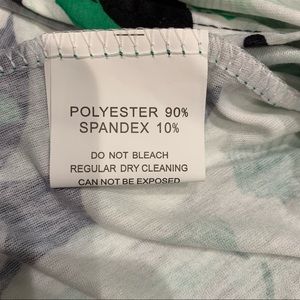 POLYESTER 90%
SPANDEX 10%
DO NOT BLEACH
REGULAR DRY CLEANING
CAN NOT BE EXPOSED